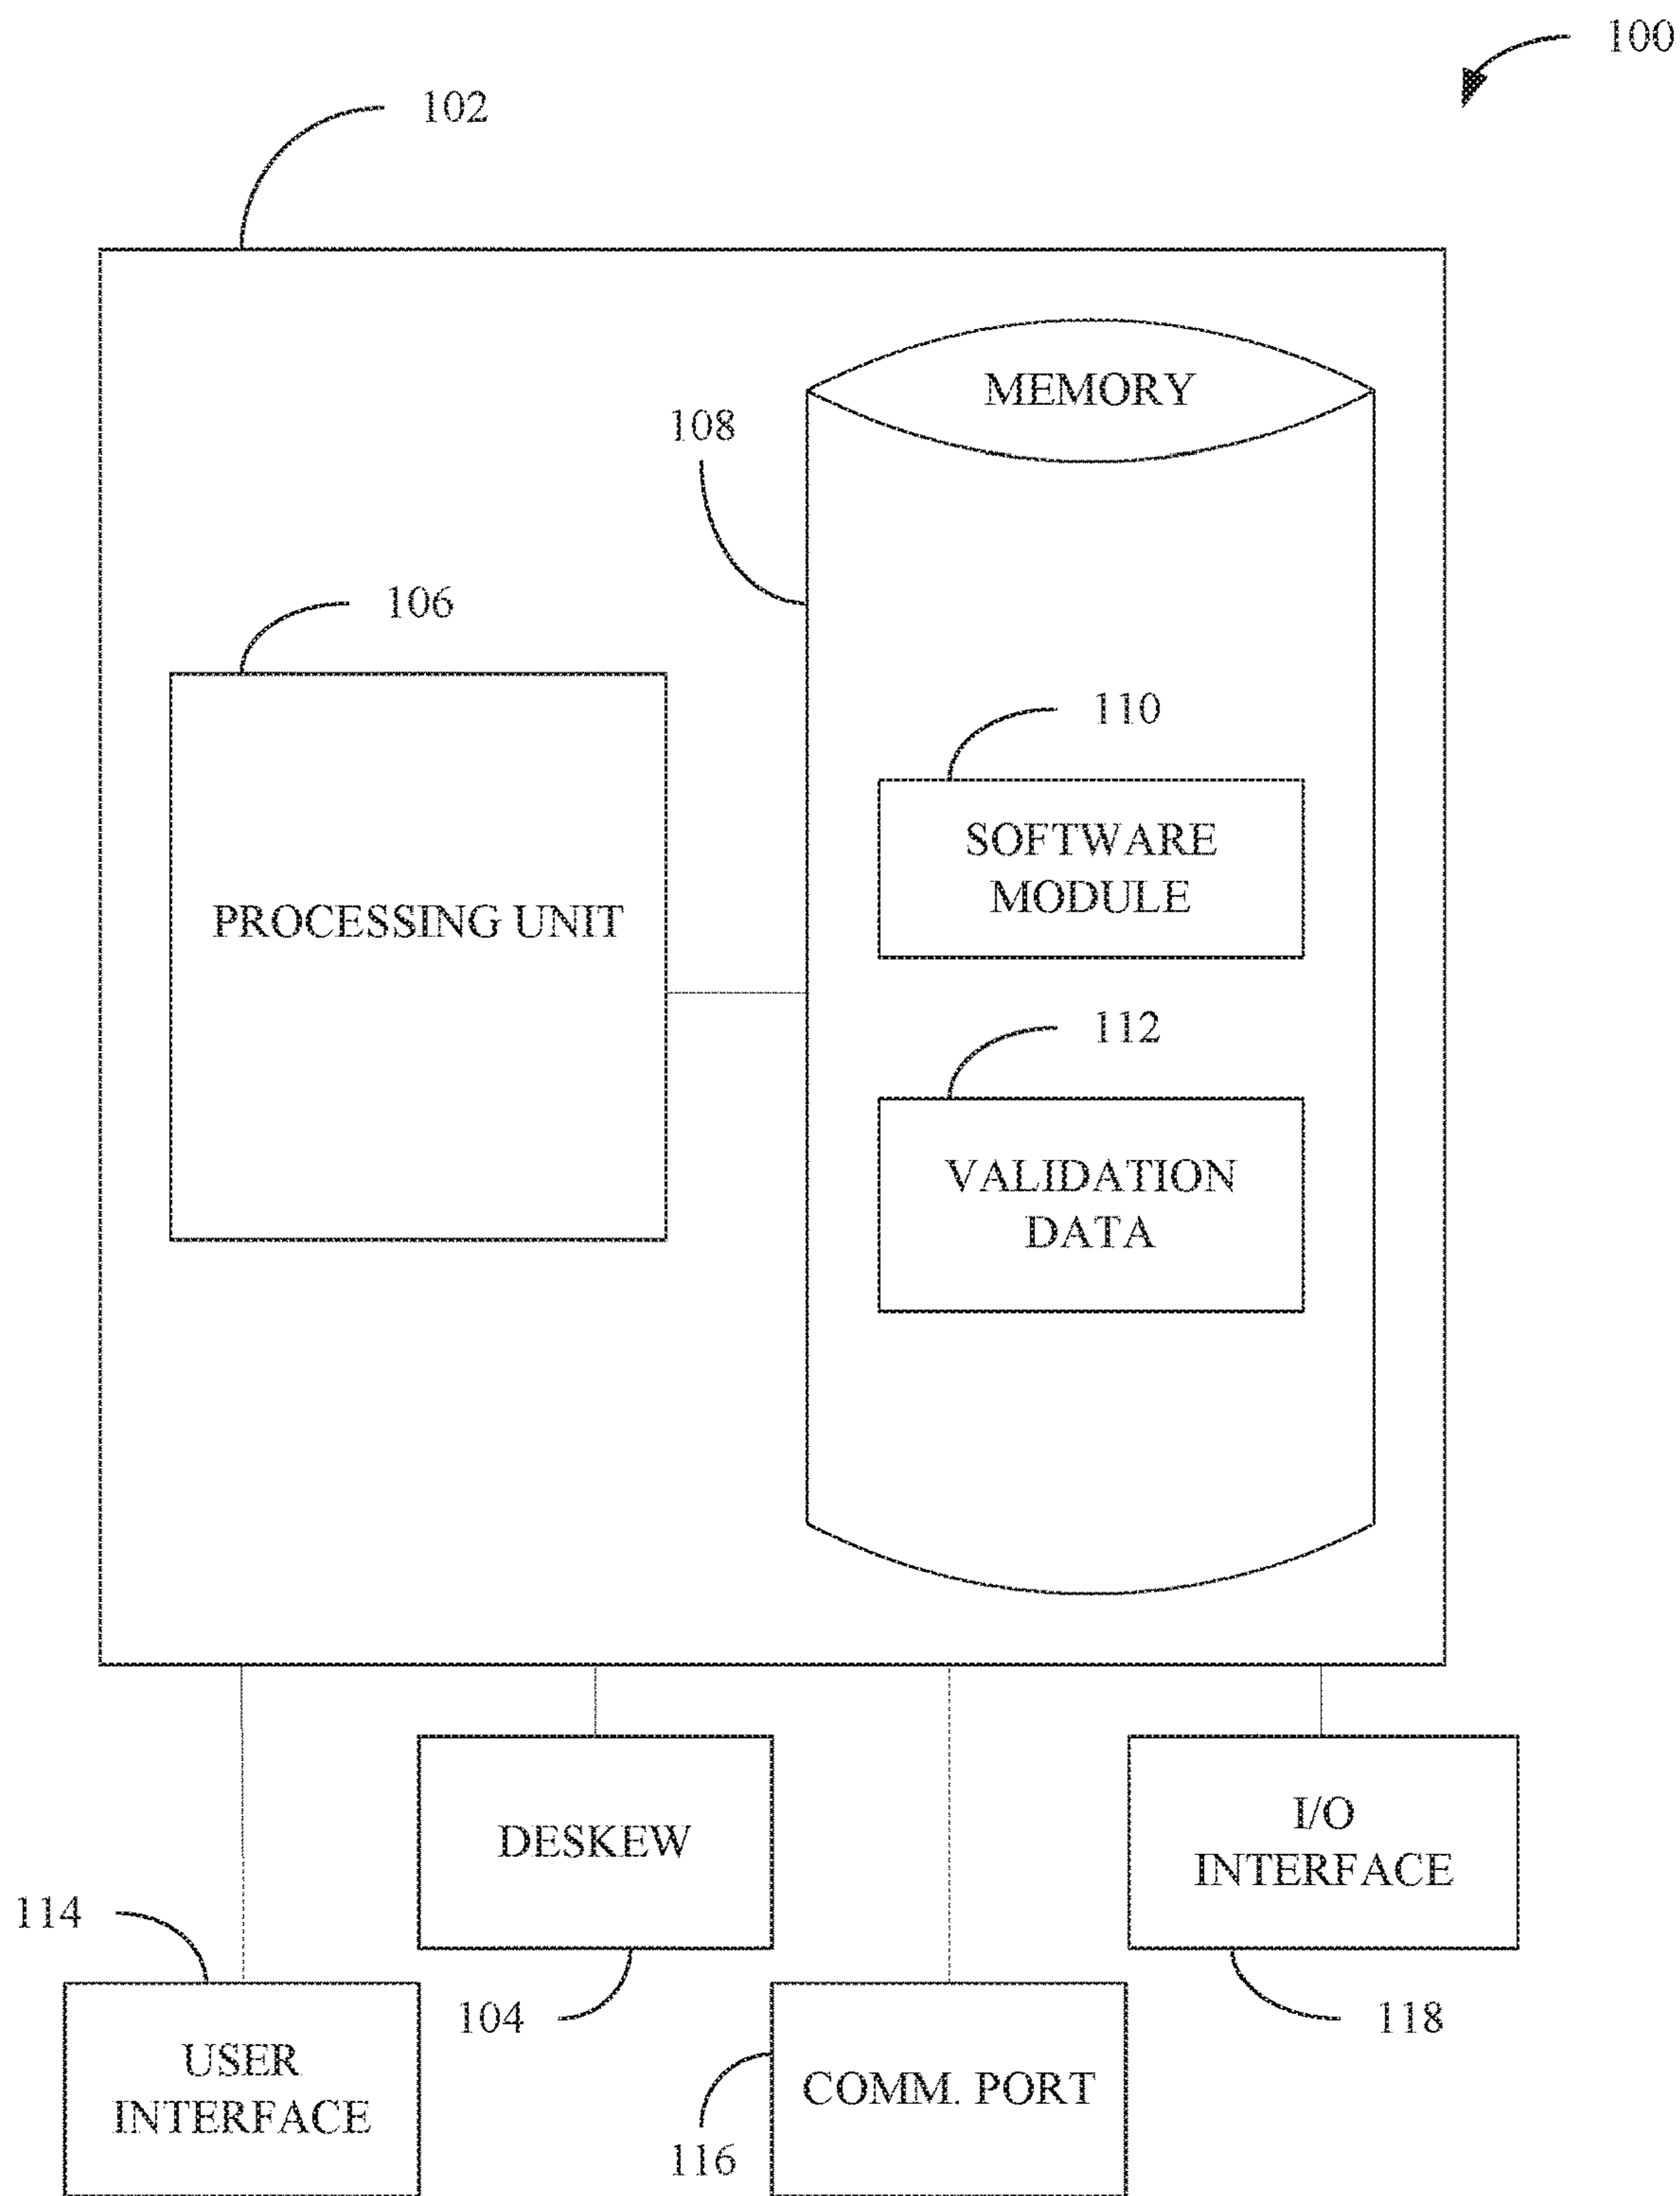 100
102
MEMORY
108
106
110
SOFTWARE
MODULE
PROCESSING UNIT
112
VALIDATION
DATA
DESKEW
I/O
INTERFACE
114
104
118
USER
INTERFACE
COMM. PORT
116